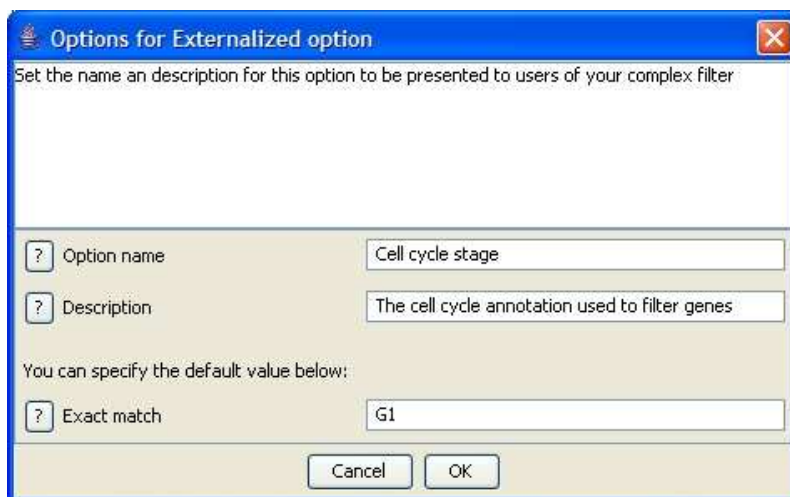 Options for Externalized option
Set the name an description for this option to be presented to users of your complex filter
? Option name Cell cycle stage
? Description The cell cycle annotation used to filter genes
You can specify the default value below:
? Exact match G1
Cancel OK